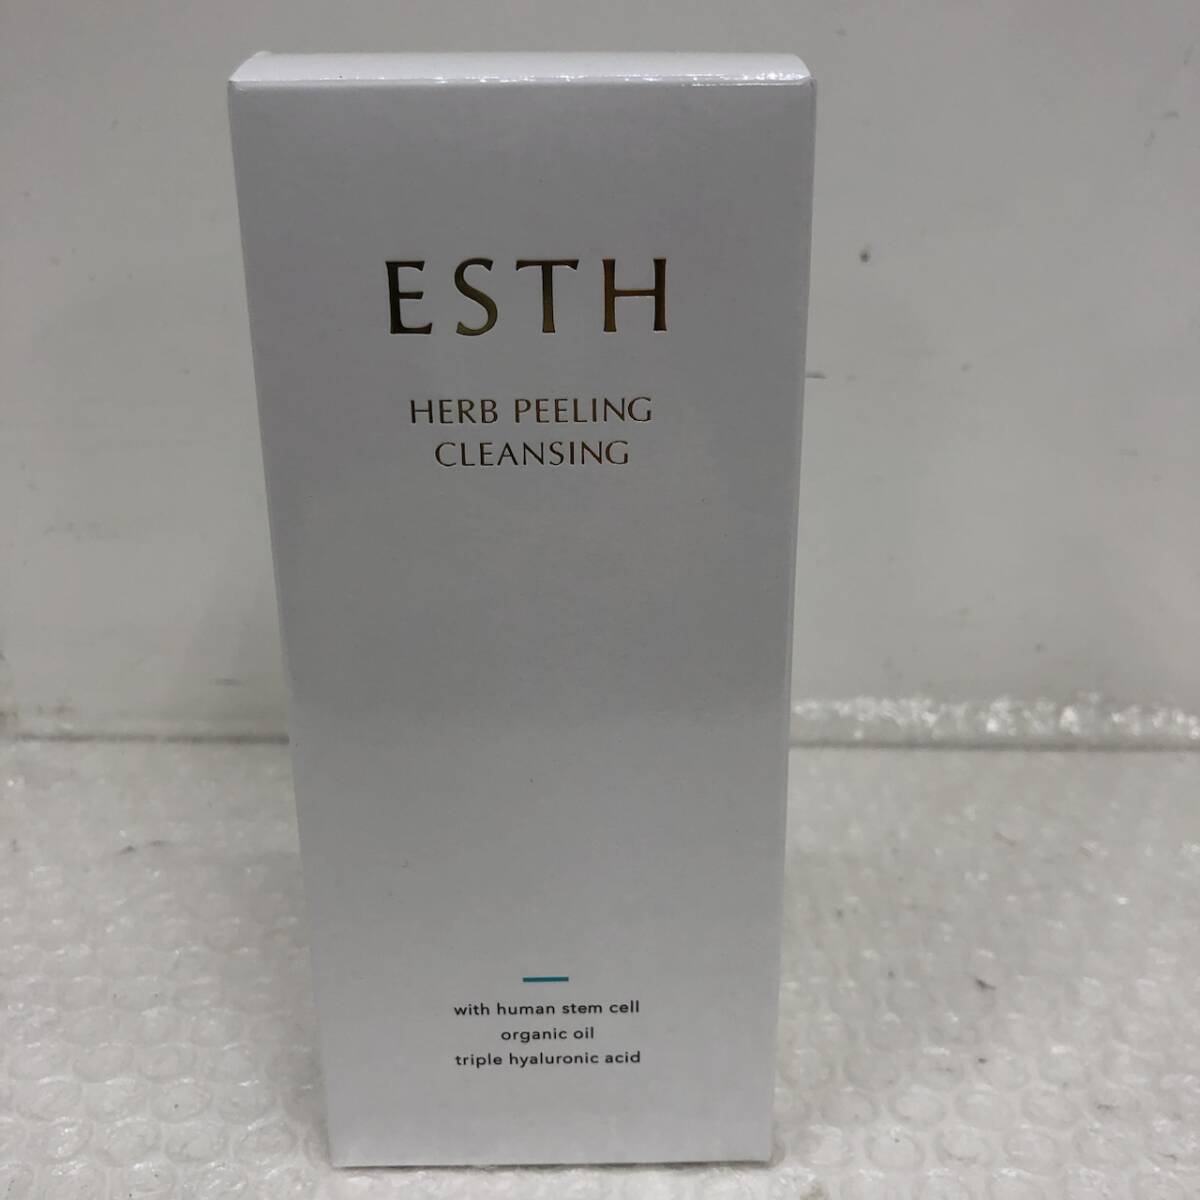 ESTH
HERB PEELING
CLEANSING
with human stem cell
organic oil
triple hyaluronic acid